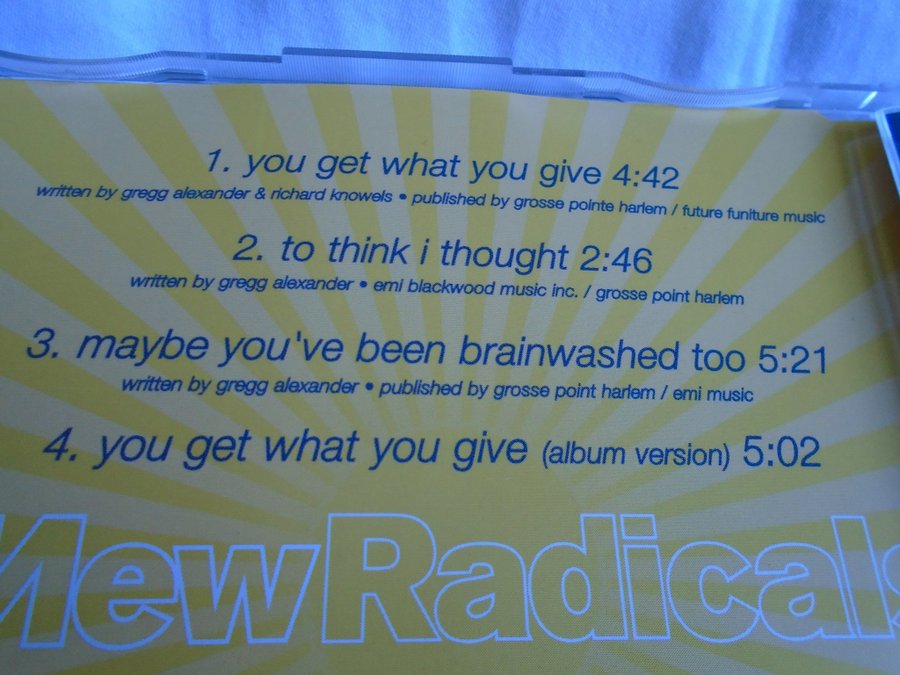 1. you get what you give 4:42
written by gregg alexander & richard knowels • published by grosse pointe harlem / future funiture music
2. to think i thought 2:46
written by gregg alexander • emi blackwood music inc. / grosse point harlem
3. maybe you've been brainwashed too 5:21
written by gregg alexander • published by grosse point harlem / emi music
4. you get what you give (album version) 5:02
New Radicals